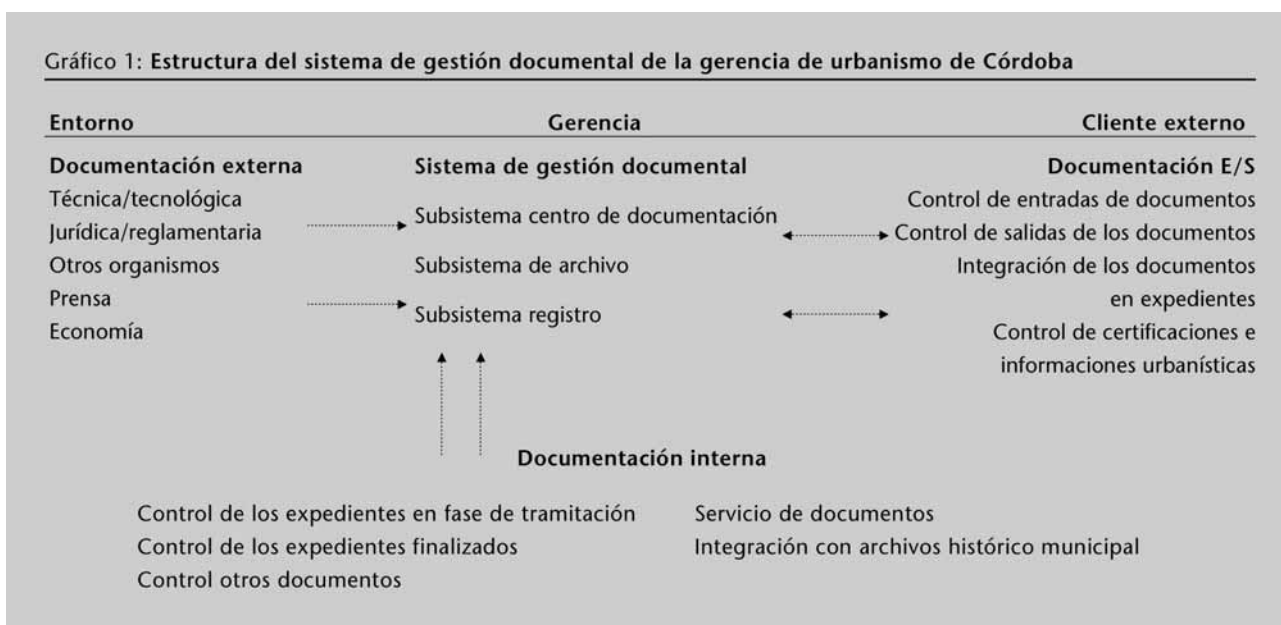 Gráfico 1: Estructura del sistema de gestión documental de la gerencia de urbanismo de Córdoba
Entorno
Gerencia
Cliente externo
Documentación externa
Técnica/tecnológica
Jurídica/reglamentaria
Otros organismos
Prensa
Economía
Sistema de gestión documental
Subsistema centro de documentación
Subsistema de archivo
Subsistema registro
Documentación E/S
Control de entradas de documentos
Control de salidas de los documentos
Integración de los documentos
en expedientes
Control de certificaciones e
informaciones urbanísticas
Documentación interna
Control de los expedientes en fase de tramitación
Control de los expedientes finalizados
Control otros documentos
Servicio de documentos
Integración con archivos histórico municipal